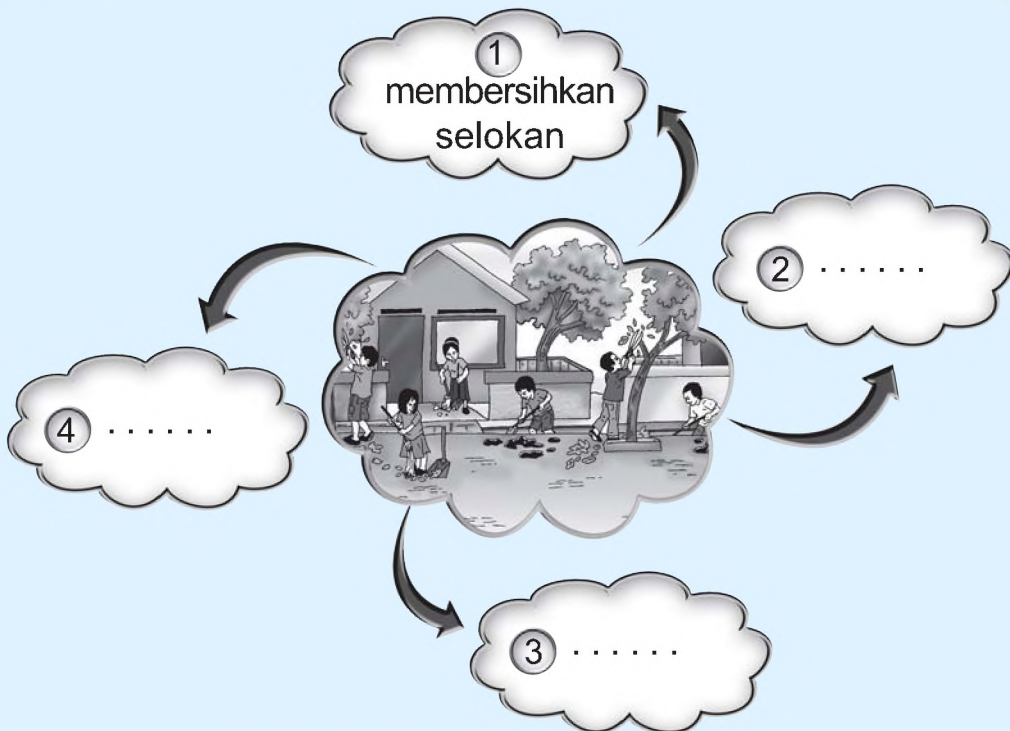 1
membersihkan
selokan
2 . . . . . .
3 . . . . . .
4 . . . . . .